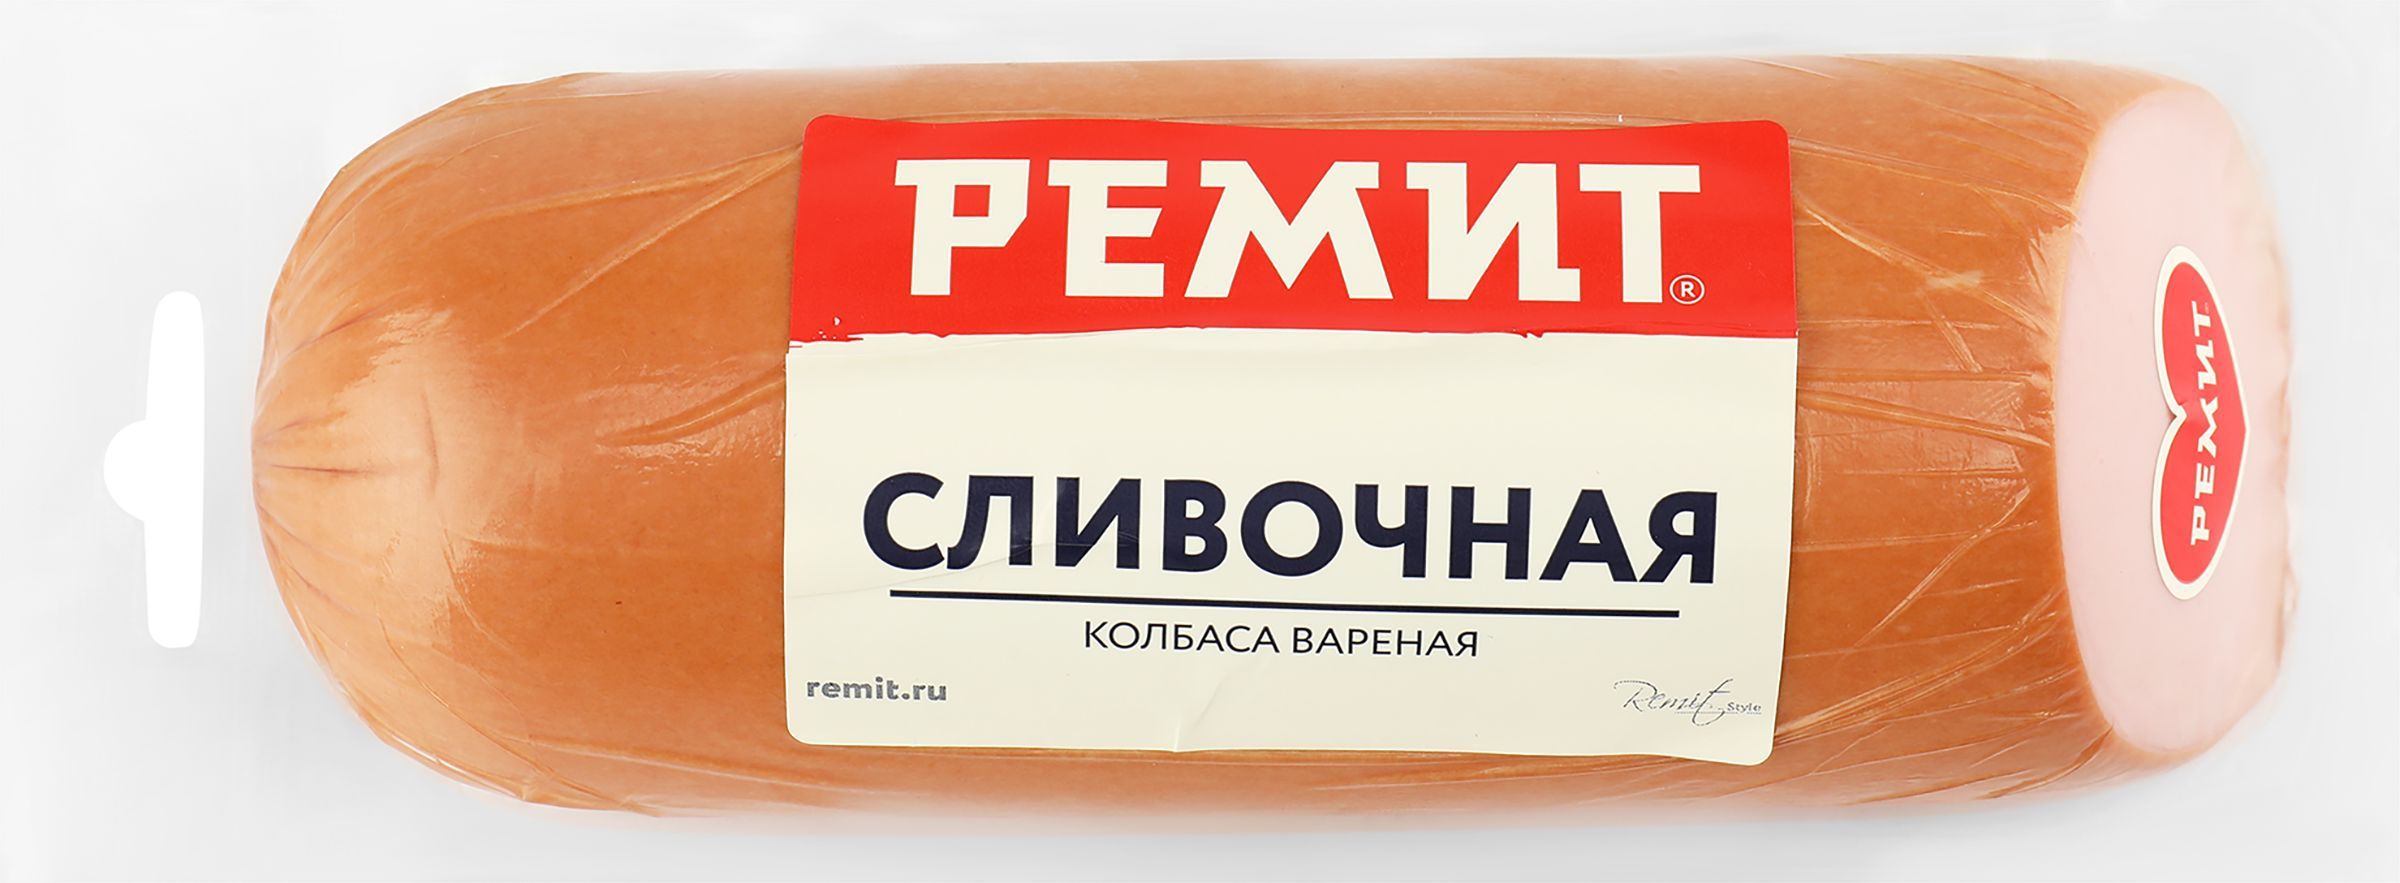 РЕМИТ®
СЛИВОЧНАЯ
КОЛБАСА ВАРЕНАЯ
remit.ru
Remit Style
РЕМИТ